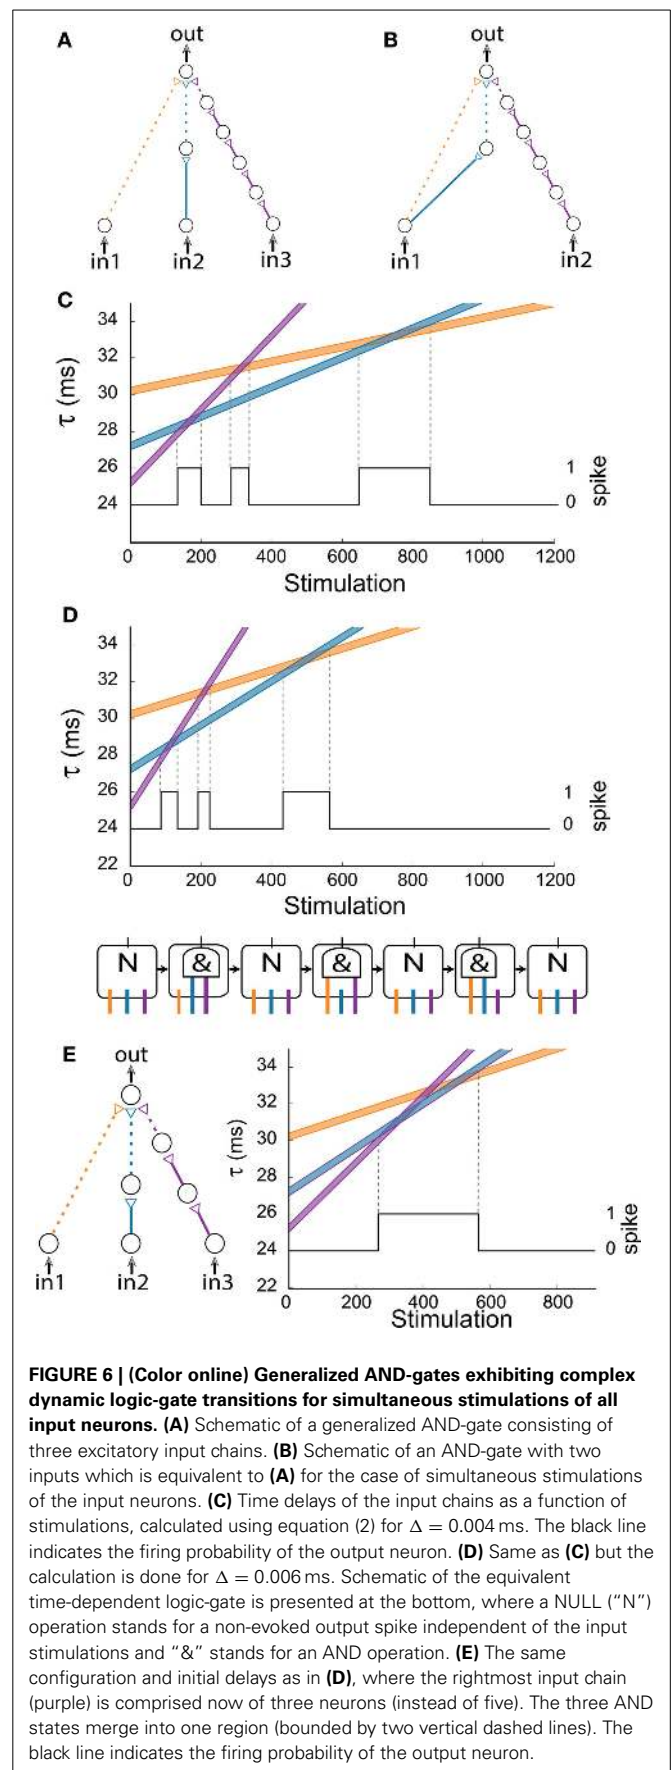 A
out
in1
in2
in3
B
out
in1
in2
C
34
32
30
28
26
24
τ (ms)
1
0
spike
0
200
400
600
800
1000
1200
Stimulation
D
34
32
30
28
26
24
22
τ (ms)
1
0
spike
0
200
400
600
800
1000
1200
Stimulation
N
&
N
&
N
&
N
E
out
in1
in2
in3
34
32
30
28
26
24
22
τ (ms)
1
0
spike
0
200
400
600
800
Stimulation
FIGURE 6 | (Color online) Generalized AND-gates exhibiting complex
dynamic logic-gate transitions for simultaneous stimulations of all
input neurons. (A) Schematic of a generalized AND-gate consisting of
three excitatory input chains. (B) Schematic of an AND-gate with two
inputs which is equivalent to (A) for the case of simultaneous stimulations
of the input neurons. (C) Time delays of the input chains as a function of
stimulations, calculated using equation (2) for Δ = 0.004 ms. The black line
indicates the firing probability of the output neuron. (D) Same as (C) but the
calculation is done for Δ = 0.006 ms. Schematic of the equivalent
time-dependent logic-gate is presented at the bottom, where a NULL (“N”)
operation stands for a non-evoked output spike independent of the input
stimulations and “&” stands for an AND operation. (E) The same
configuration and initial delays as in (D), where the rightmost input chain
(purple) is comprised now of three neurons (instead of five). The three AND
states merge into one region (bounded by two vertical dashed lines). The
black line indicates the firing probability of the output neuron.